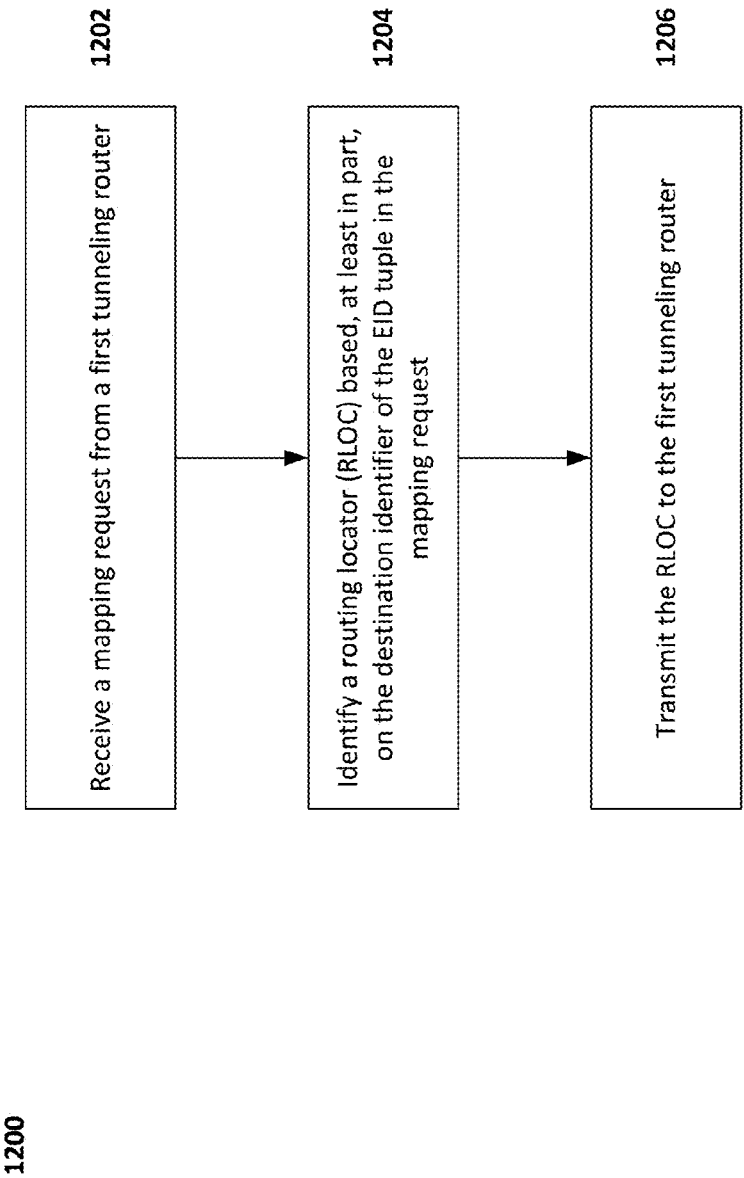 1200
Receive a mapping request from a first tunneling router
1202
Identify a routing locator (RLOC) based, at least in part,
on the destination identifier of the EID tuple in the
mapping request
1204
Transmit the RLOC to the first tunneling router
1206